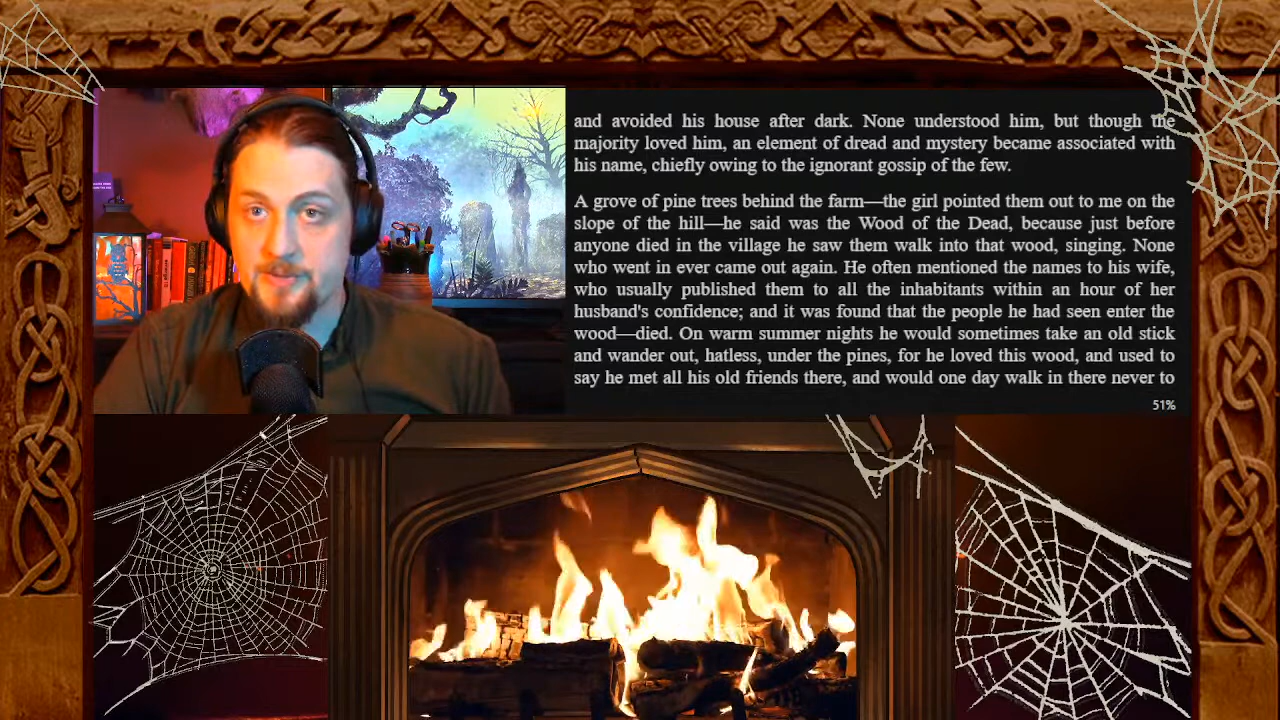 and avoided his house after dark. None understood him, but though the
majority loved him, an element of dread and mystery became associated with
his name, chiefly owing to the ignorant gossip of the few.
A grove of pine trees behind the farm—the girl pointed them out to me on the
slope of the hill—he said was the Wood of the Dead, because just before
anyone died in the village he saw them walk into that wood, singing. None
who went in ever came out again. He often mentioned the names to his wife,
who usually published them to all the inhabitants within an hour of her
husband's confidence; and it was found that the people he had seen enter the
wood—died. On warm summer nights he would sometimes take an old stick
and wander out, hatless, under the pines, for he loved this wood, and used to
say he met all his old friends there, and would one day walk in there never to
51%